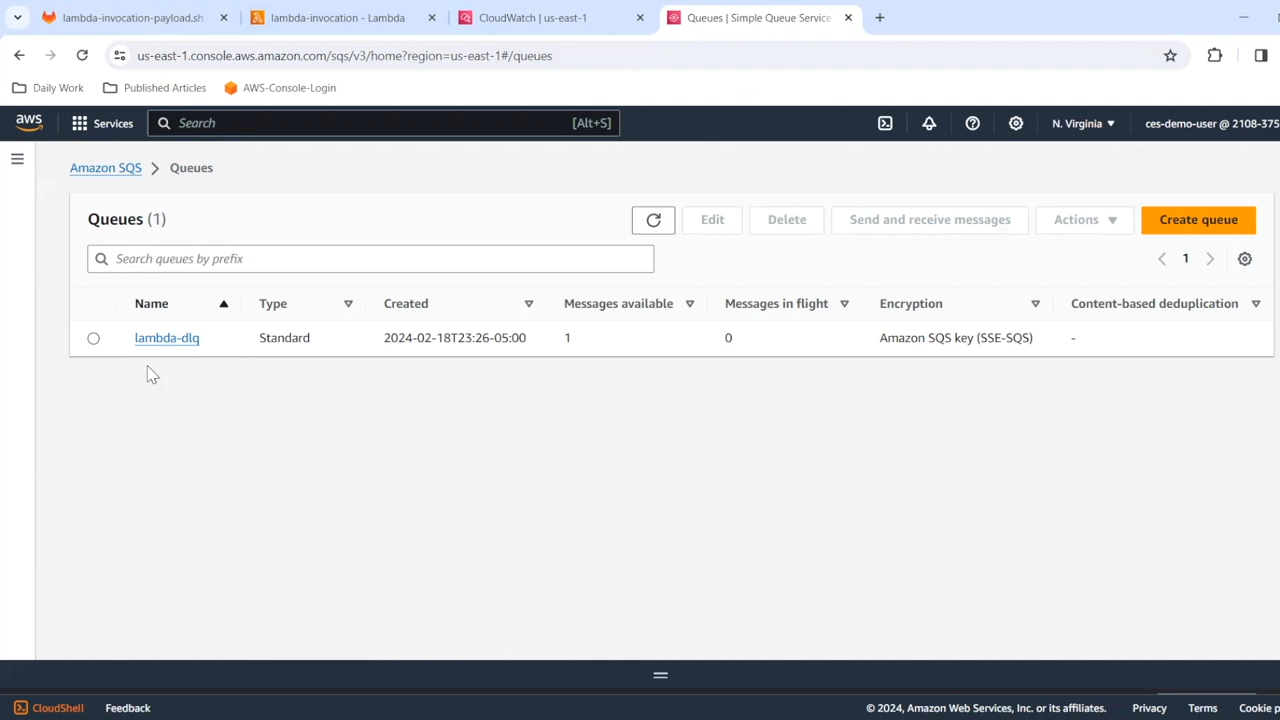 lambda-invocation-payload.sh
lambda-invocation - Lambda
CloudWatch | us-east-1
Queues | Simple Queue Service
us-east-1.console.aws.amazon.com/sqs/v3/home?region=us-east-1#/queues
Daily Work
Published Articles
AWS-Console-Login
aws
Services
Search
[Alt+S]
N. Virginia
ces-demo-user @ 2108-375
Amazon SQS
Queues
Queues (1)
Edit
Delete
Send and receive messages
Actions
Create queue
Search queues by prefix
1
Name Type Created Messages available Messages in flight Encryption Content-based deduplication
lambda-dlq Standard 2024-02-18T23:26-05:00 1 0 Amazon SQS key (SSE-SQS) -
CloudShell
Feedback
© 2024, Amazon Web Services, Inc. or its affiliates.
Privacy
Terms
Cookie p